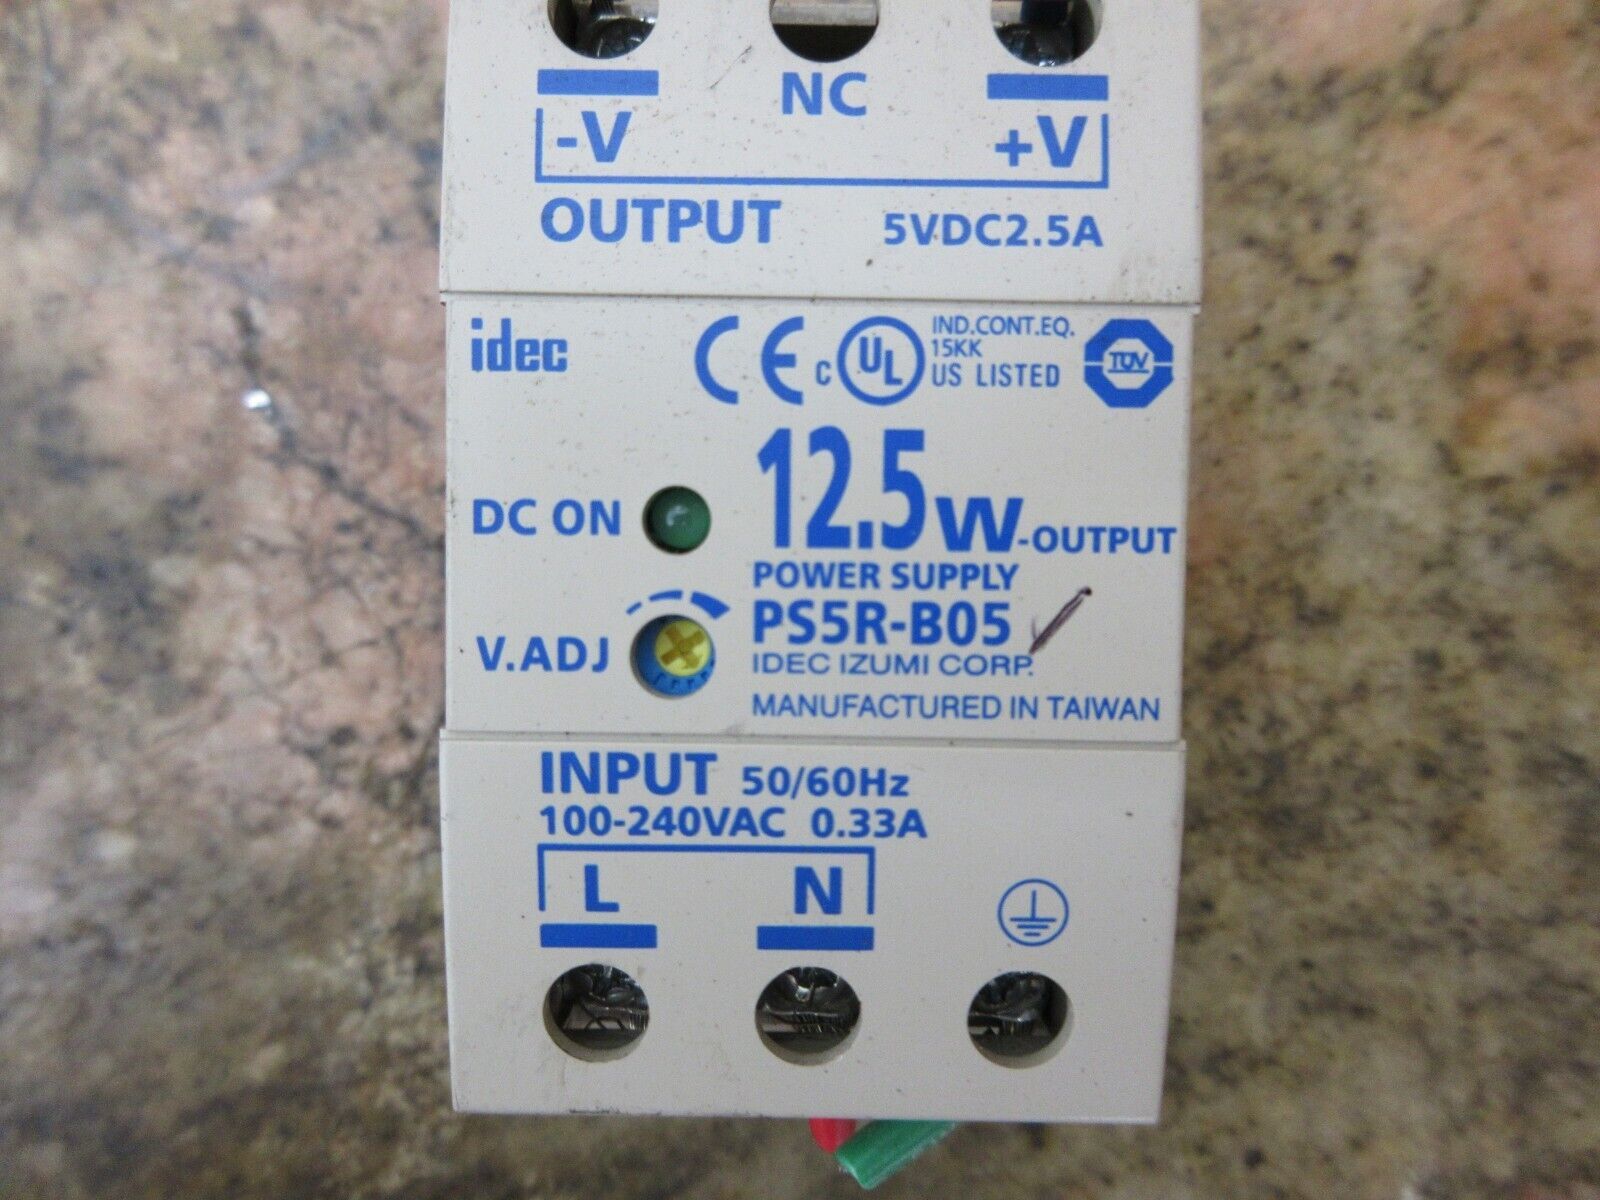 NC
-V +V
OUTPUT 5VDC2.5A
idec
CE
c UL
IND.CONT.EQ.
15KK
US LISTED
TÜV
DC ON
12.5W-OUTPUT
POWER SUPPLY
PS5R-B05
V.ADJ
IDEC IZUMI CORP.
MANUFACTURED IN TAIWAN
INPUT 50/60Hz
100-240VAC 0.33A
L N